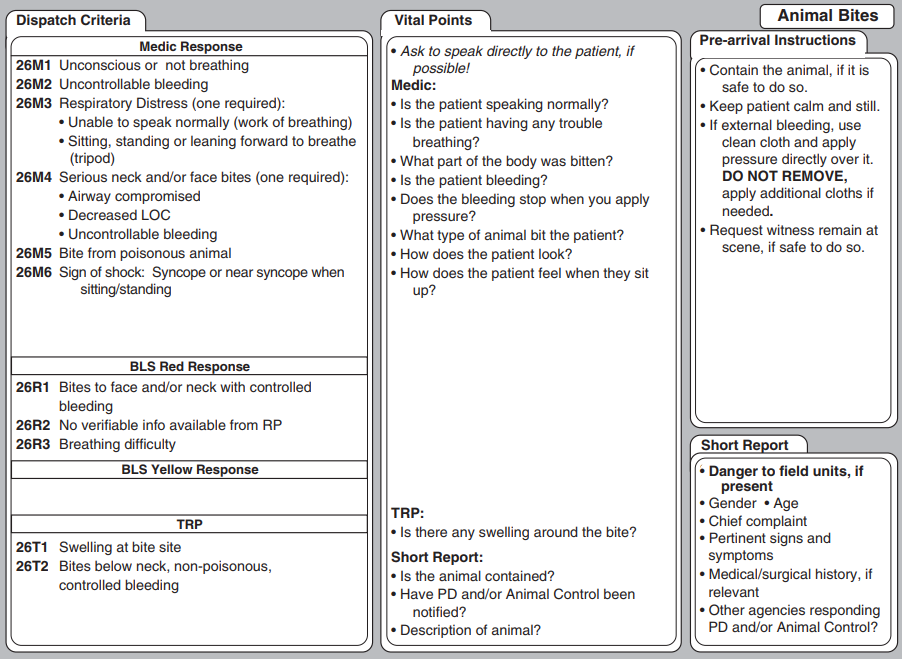 Dispatch Criteria
Medic Response
26M1 Unconscious or not breathing
26M2 Uncontrollable bleeding
26M3 Respiratory Distress (one required):
• Unable to speak normally (work of breathing)
• Sitting, standing or leaning forward to breathe
(tripod)
26M4 Serious neck and/or face bites (one required):
• Airway compromised
• Decreased LOC
• Uncontrollable bleeding
26M5 Bite from poisonous animal
26M6 Sign of shock: Syncope or near syncope when
sitting/standing
BLS Red Response
26R1 Bites to face and/or neck with controlled
bleeding
26R2 No verifiable info available from RP
26R3 Breathing difficulty
BLS Yellow Response
TRP
26T1 Swelling at bite site
26T2 Bites below neck, non-poisonous,
controlled bleeding
Vital Points
• Ask to speak directly to the patient, if
possible!
Medic:
• Is the patient speaking normally?
• Is the patient having any trouble
breathing?
• What part of the body was bitten?
• Is the patient bleeding?
• Does the bleeding stop when you apply
pressure?
• What type of animal bit the patient?
• How does the patient look?
• How does the patient feel when they sit
up?
TRP:
• Is there any swelling around the bite?
Short Report:
• Is the animal contained?
• Have PD and/or Animal Control been
notified?
• Description of animal?
Animal Bites
Pre-arrival Instructions
• Contain the animal, if it is
safe to do so.
• Keep patient calm and still.
• If external bleeding, use
clean cloth and apply
pressure directly over it.
DO NOT REMOVE,
apply additional cloths if
needed.
• Request witness remain at
scene, if safe to do so.
Short Report
• Danger to field units, if
present
• Gender • Age
• Chief complaint
• Pertinent signs and
symptoms
• Medical/surgical history, if
relevant
• Other agencies responding
PD and/or Animal Control?